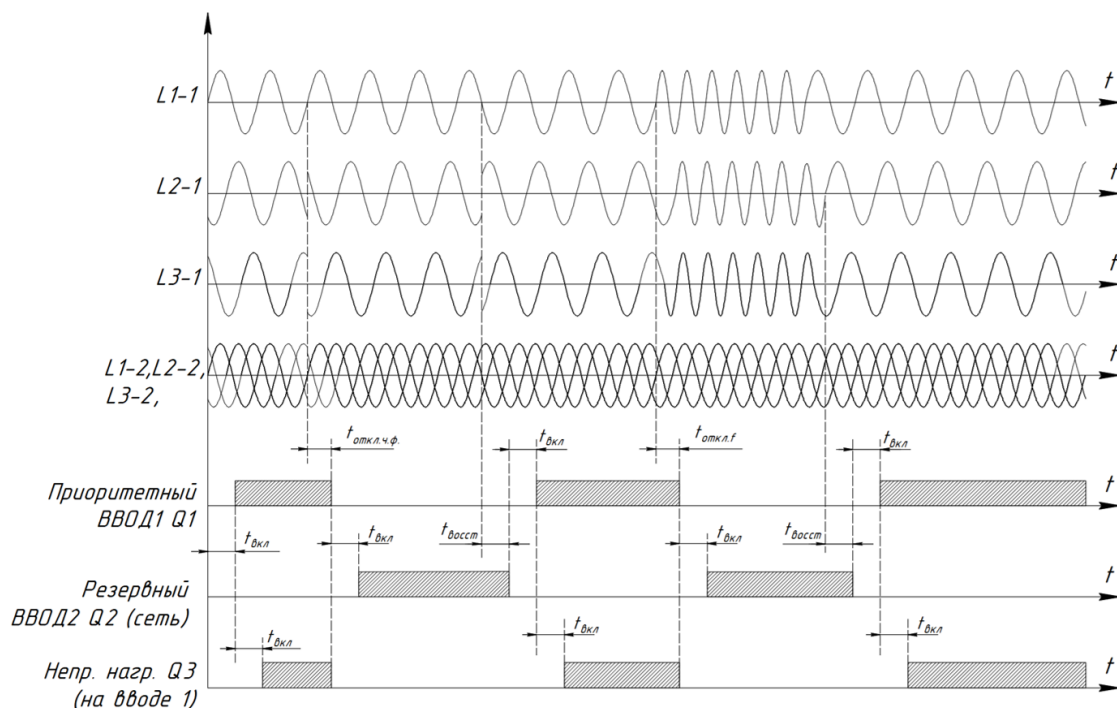 L1-1
t
L2-1
t
L3-1
t
L1-2,L2-2,
L3-2,
t
tоткл.ч.ф.
tвкл
tоткл.f
tвкл
Приоритетный
ВВОД1 Q1
t
tвкл
tвкл
tвосст
tвкл
tвосст
Резервный
ВВОД2 Q2 (сеть)
t
tвкл
tвкл
tвкл
Непр. нагр. Q3
(на вводе 1)
t